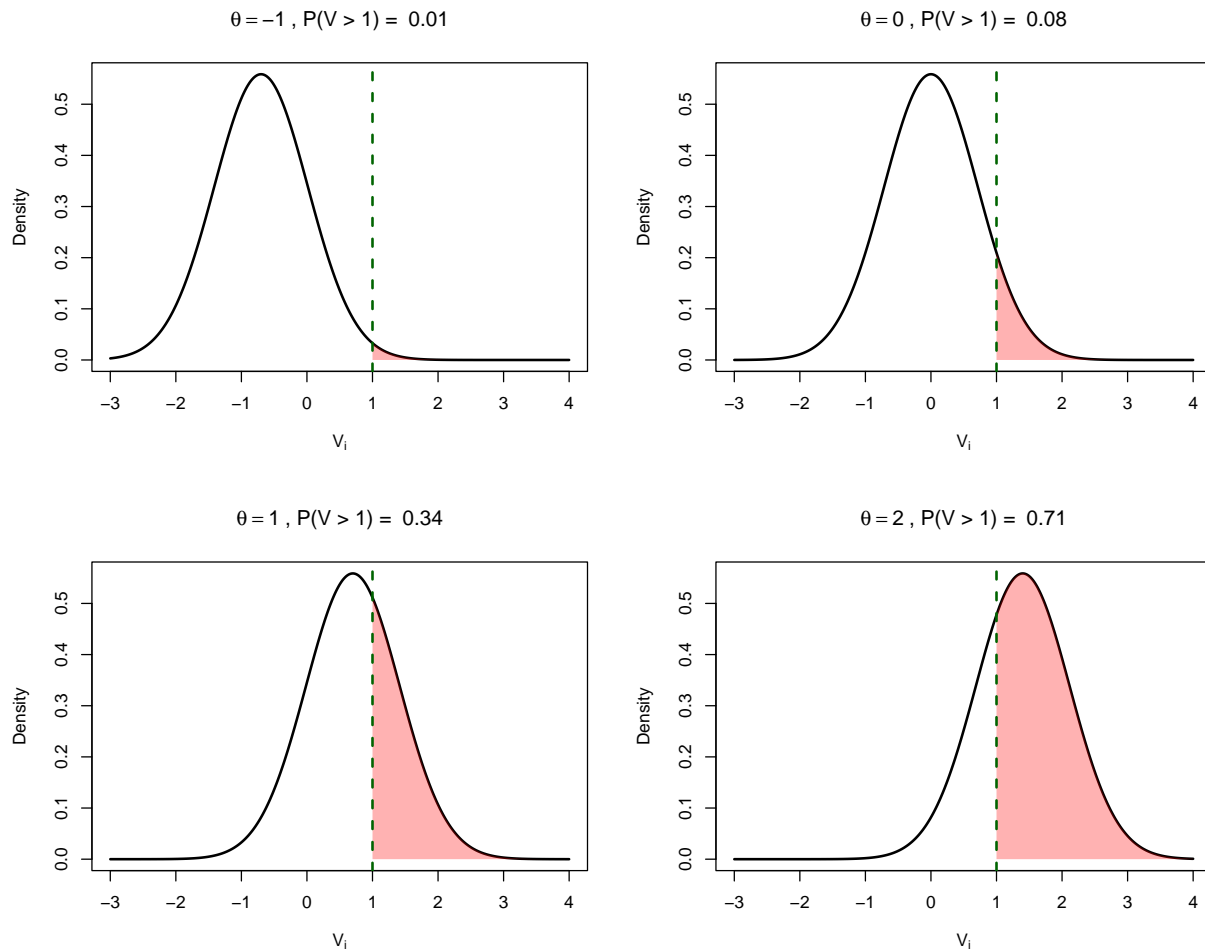 θ = −1 , P(V > 1) = 0.01
Density
0.0 0.1 0.2 0.3 0.4 0.5
−3 −2 −1 0 1 2 3 4
Vᵢ
θ = 0 , P(V > 1) = 0.08
Density
0.0 0.1 0.2 0.3 0.4 0.5
−3 −2 −1 0 1 2 3 4
Vᵢ
θ = 1 , P(V > 1) = 0.34
Density
0.0 0.1 0.2 0.3 0.4 0.5
−3 −2 −1 0 1 2 3 4
Vᵢ
θ = 2 , P(V > 1) = 0.71
Density
0.0 0.1 0.2 0.3 0.4 0.5
−3 −2 −1 0 1 2 3 4
Vᵢ